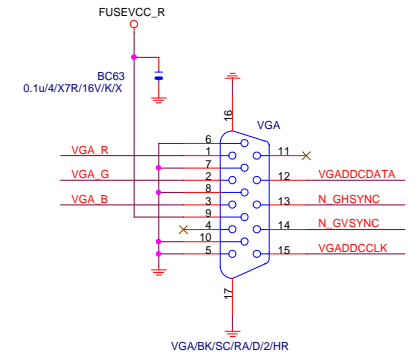 FUSEVCC_R
BC63
0.1u/4/X7R/16V/K/X
16
VGA
6
VGA_R 1 11
7
VGA_G 2 12 VGADDCDATA
8
VGA_B 3 13 N_GHSYNC
9
4 14 N_GVSYNC
10
5 15 VGADDCCLK
17
VGA/BK/SC/RA/D/2/HR